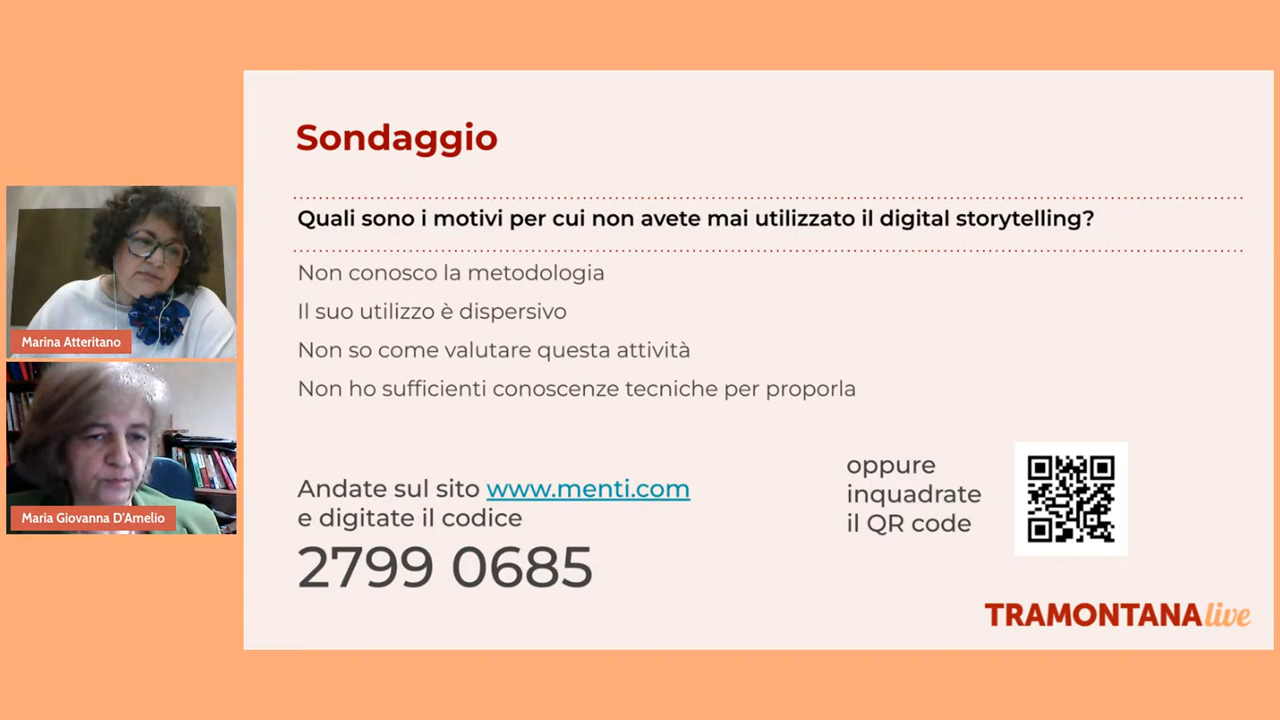 Sondaggio
Quali sono i motivi per cui non avete mai utilizzato il digital storytelling?
Non conosco la metodologia
Il suo utilizzo è dispersivo
Non so come valutare questa attività
Non ho sufficienti conoscenze tecniche per proporla
Andate sul sito www.menti.com
e digitate il codice
2799 0685
oppure
inquadrate
il QR code
TRAMONTANA live
Marina Atteritano
Maria Giovanna D'Amelio